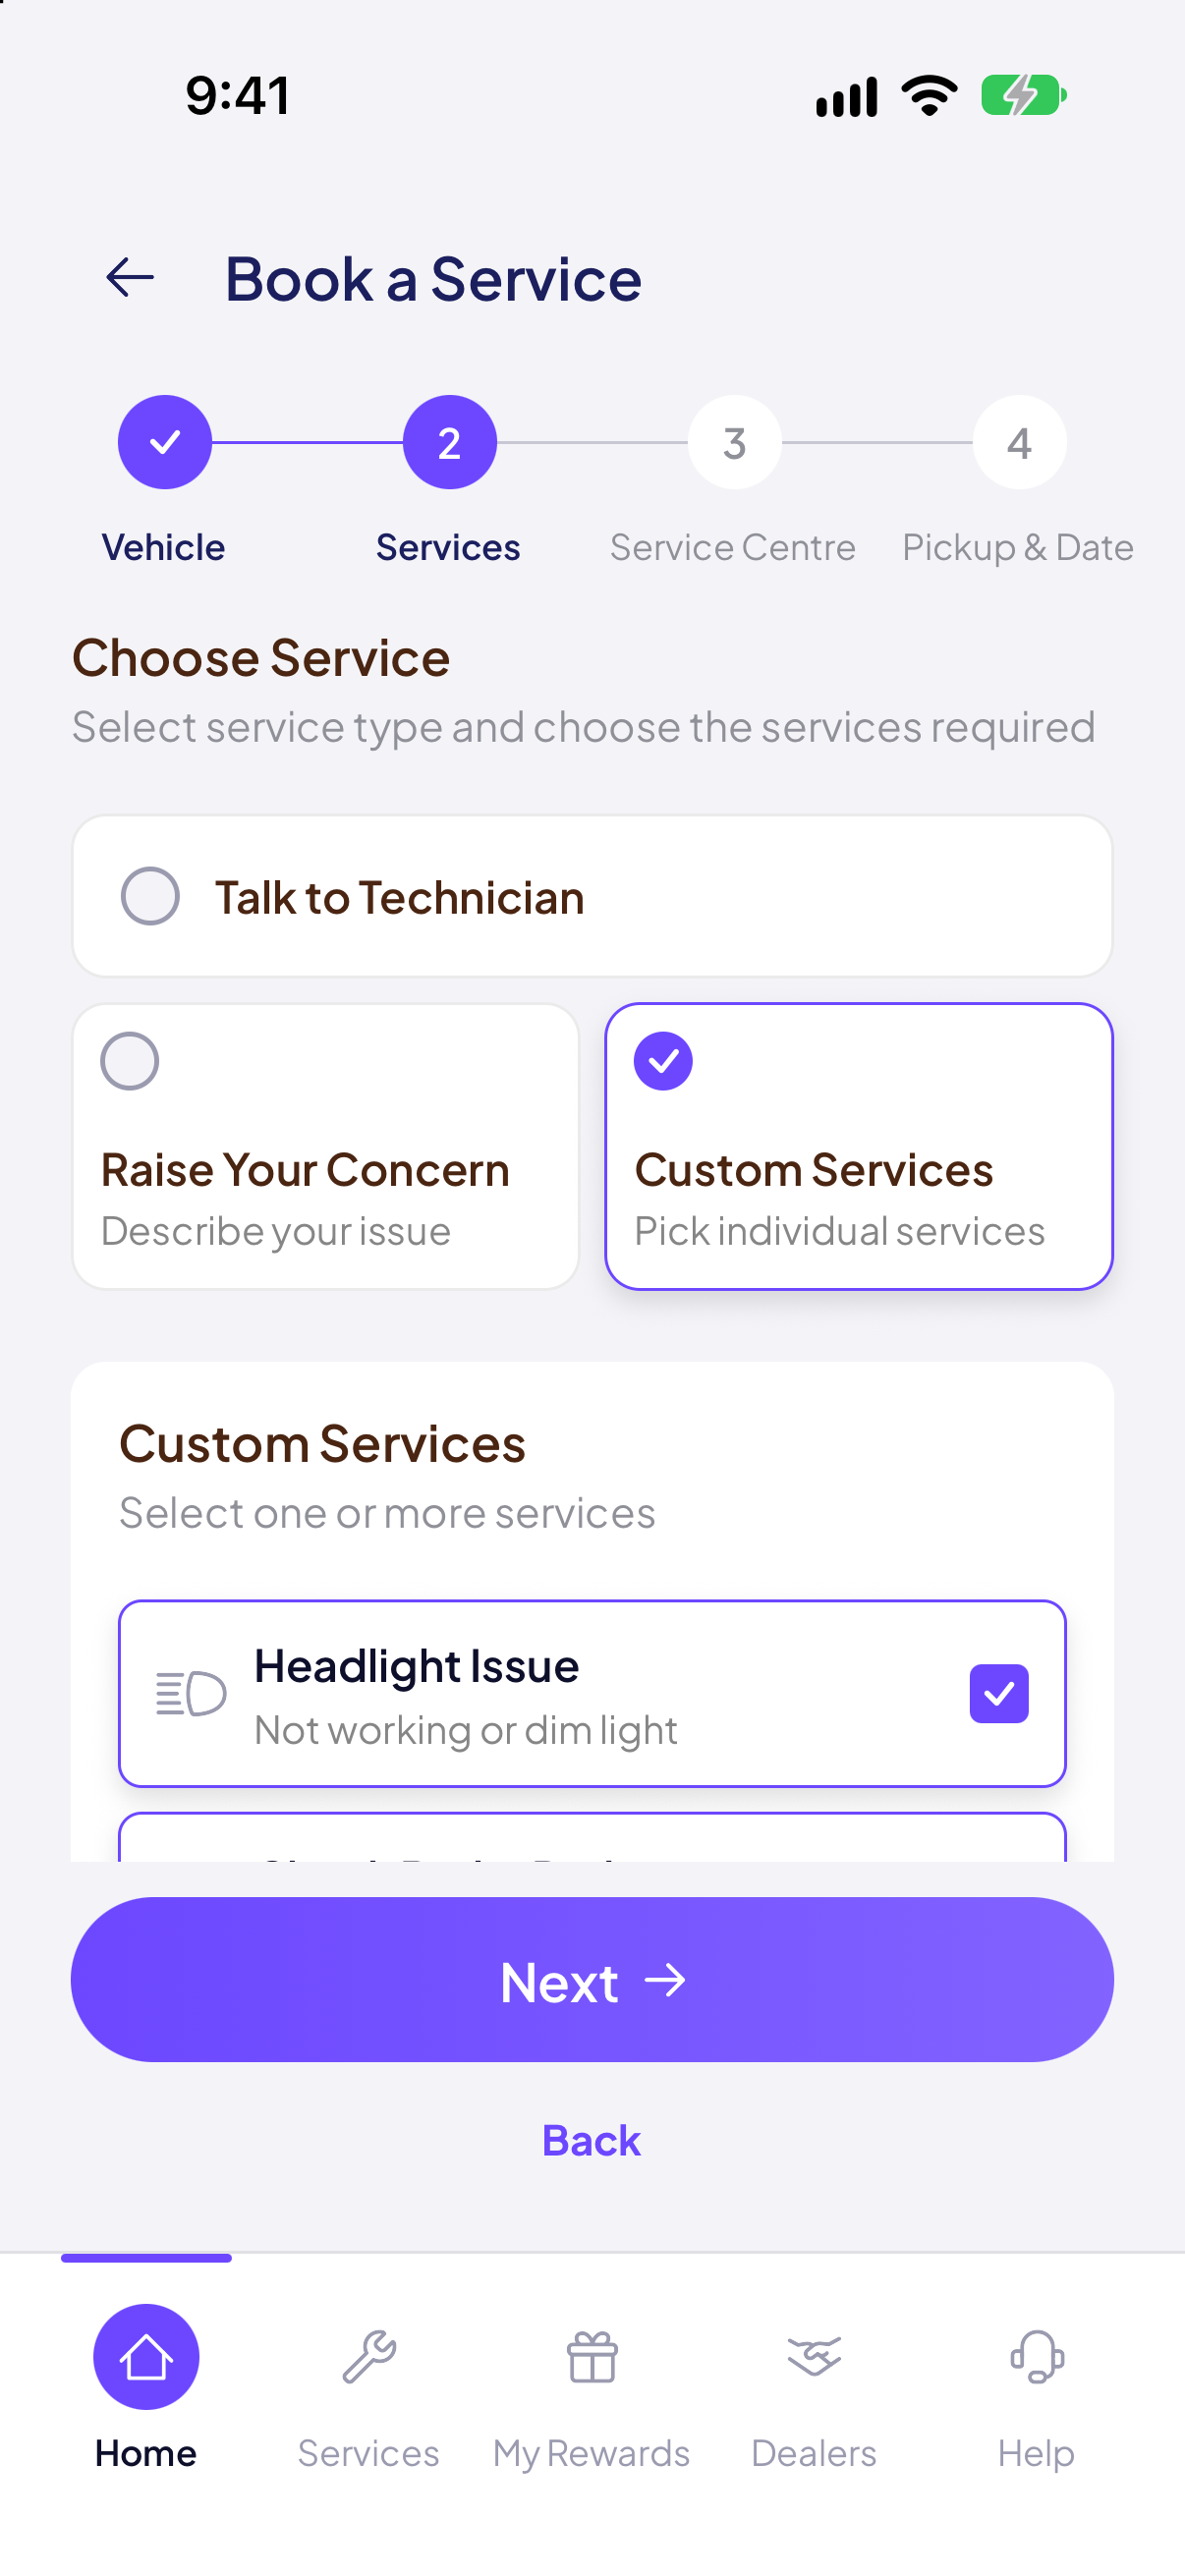 9:41
Book a Service
2
3
4
Vehicle
Services
Service Centre
Pickup & Date
Choose Service
Select service type and choose the services required
Talk to Technician
Raise Your Concern
Describe your issue
Custom Services
Pick individual services
Custom Services
Select one or more services
Headlight Issue
Not working or dim light
Next
Back
Home
Services
My Rewards
Dealers
Help